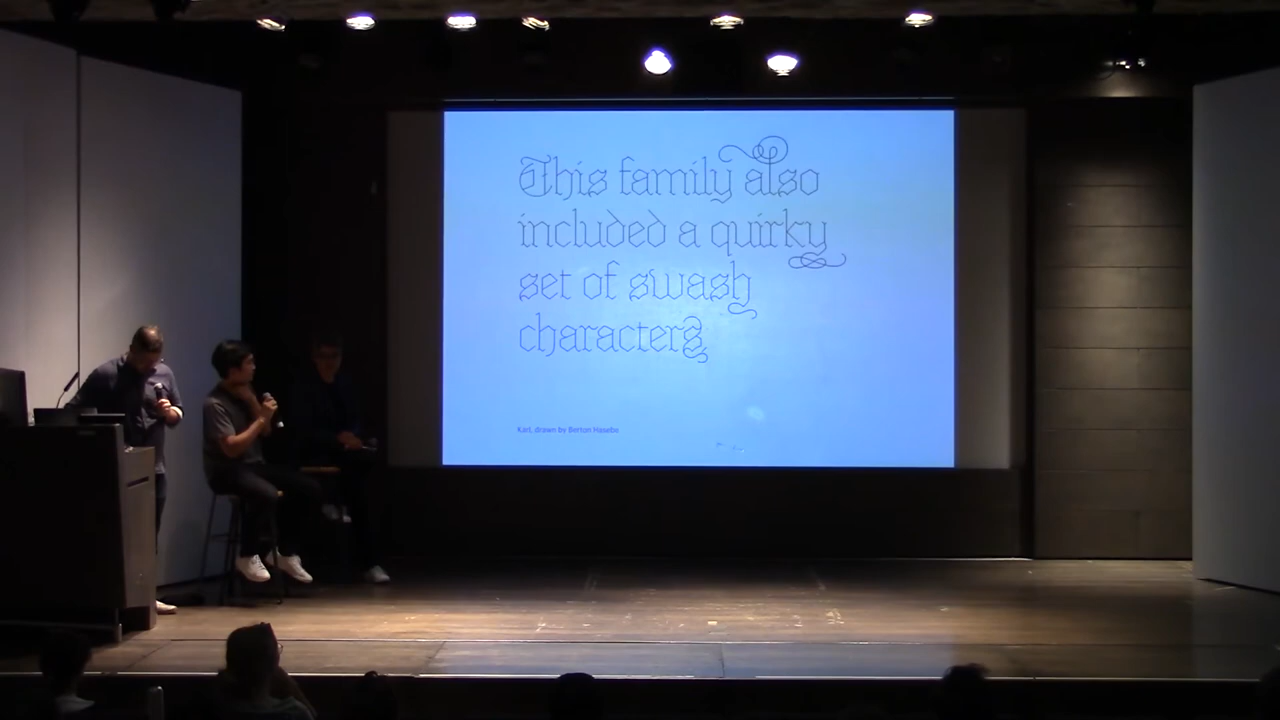 This family also
included a quirky
set of swash
characters
Karl, drawn by Berton Hasebe